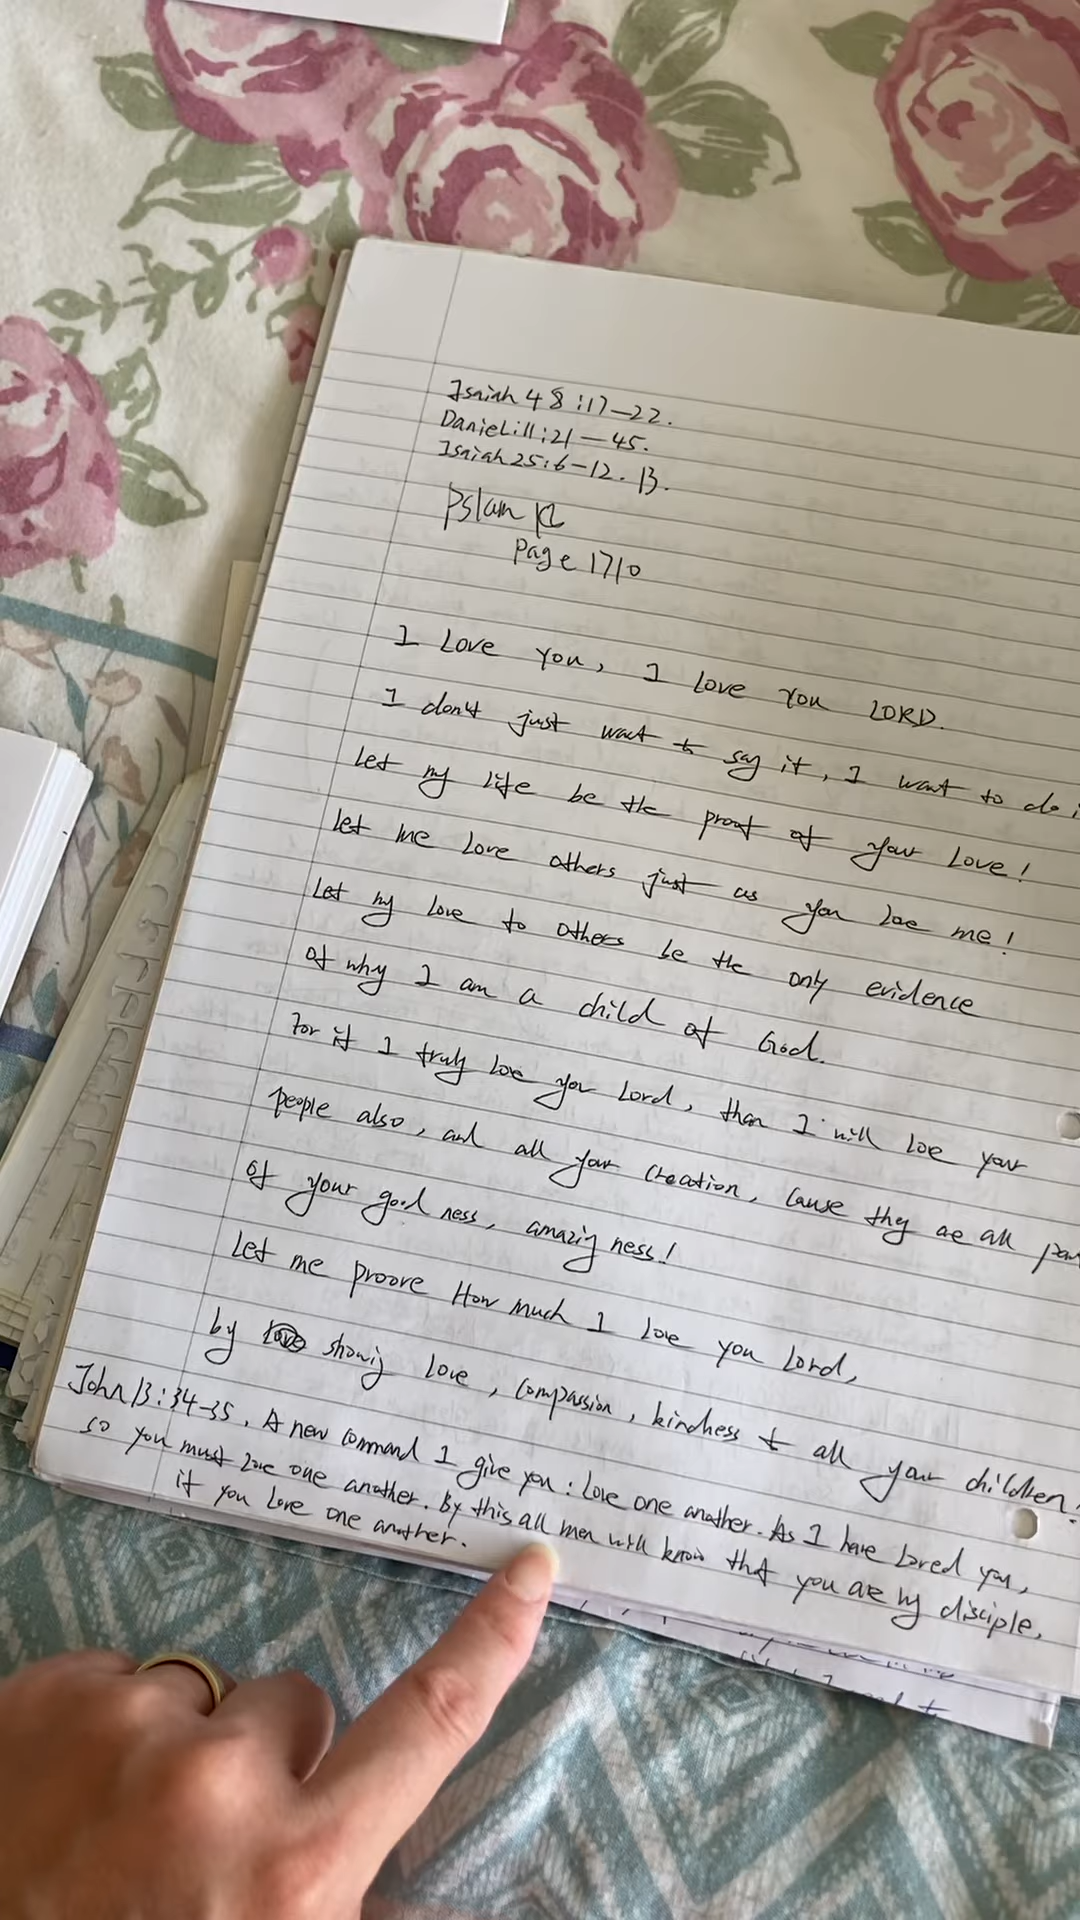 Isaiah 48:17-22.
Daniel.11:21-45.
Isaiah 25:6-12. 13.
Pslam
Page 1710
I Love You, I Love You LORD.
I don't just want to say it, I want to do
Let my life be the proof of your Love!
Let me Love others just as you love me!
Let my love to others be the only evidence
of why I am a child of God.
For if I truly love you Lord, than I will love your
people also, and all your creation, cause they are all
of your good ness, amazing ness!
Let me proove How much I love you Lord,
by showing love, compassion, kindness to all your children!
John 13:34-35. A new command I give you: Love one another. As I have loved you,
so you must love one another. By this all men will know that you are my disciple,
if you love one another.